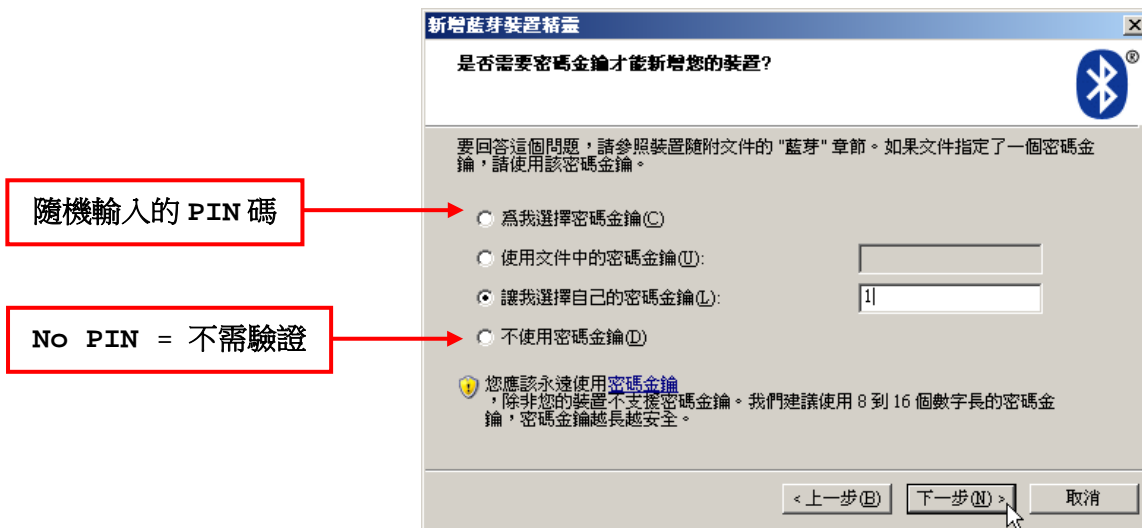 新增藍芽裝置精靈
是否需要密碼金鑰才能新增您的裝置?
®
要回答這個問題,請參照裝置隨附文件的 "藍芽" 章節。如果文件指定了一個密碼金
鑰,請使用該密碼金鑰。
隨機輸入的 PIN 碼
為我選擇密碼金鑰(C)
使用文件中的密碼金鑰(U):
讓我選擇自己的密碼金鑰(L):
1
No PIN = 不需驗證
不使用密碼金鑰(D)
您應該永遠使用密碼金鑰
,除非您的裝置不支援密碼金鑰。我們建議使用 8 到 16 個數字長的密碼金
鑰,密碼金鑰越長越安全。
<上一步(B)
下一步(N)>
取消